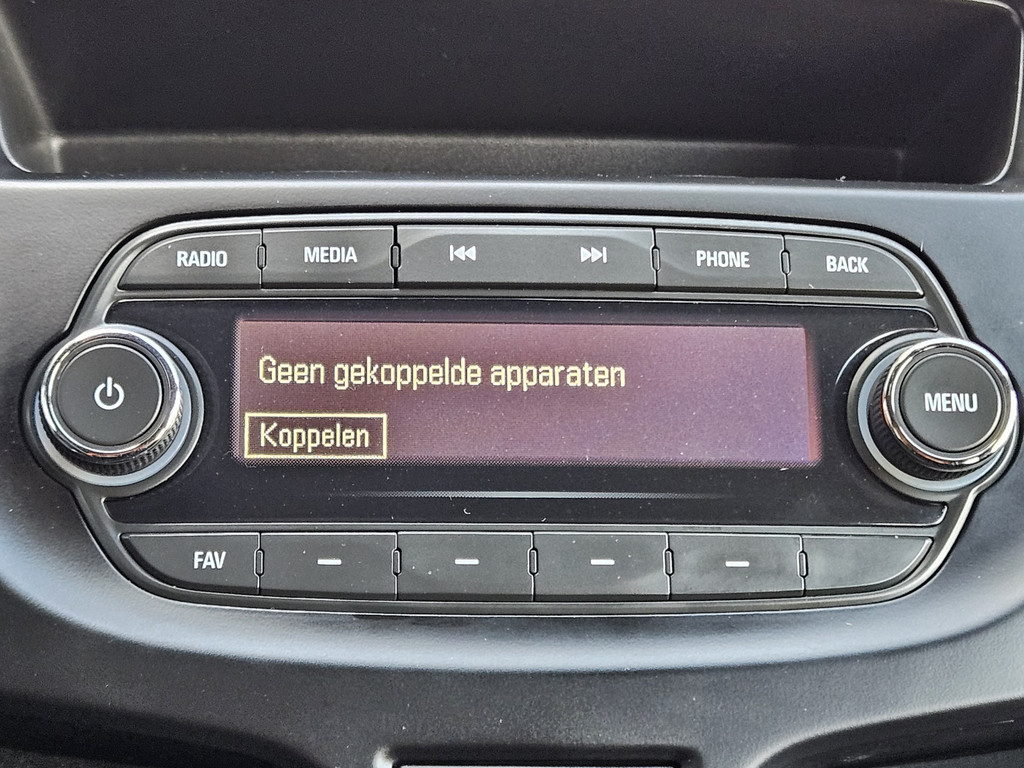 RADIO MEDIA PHONE BACK
Geen gekoppelde apparaten
Koppelen
MENU
FAV